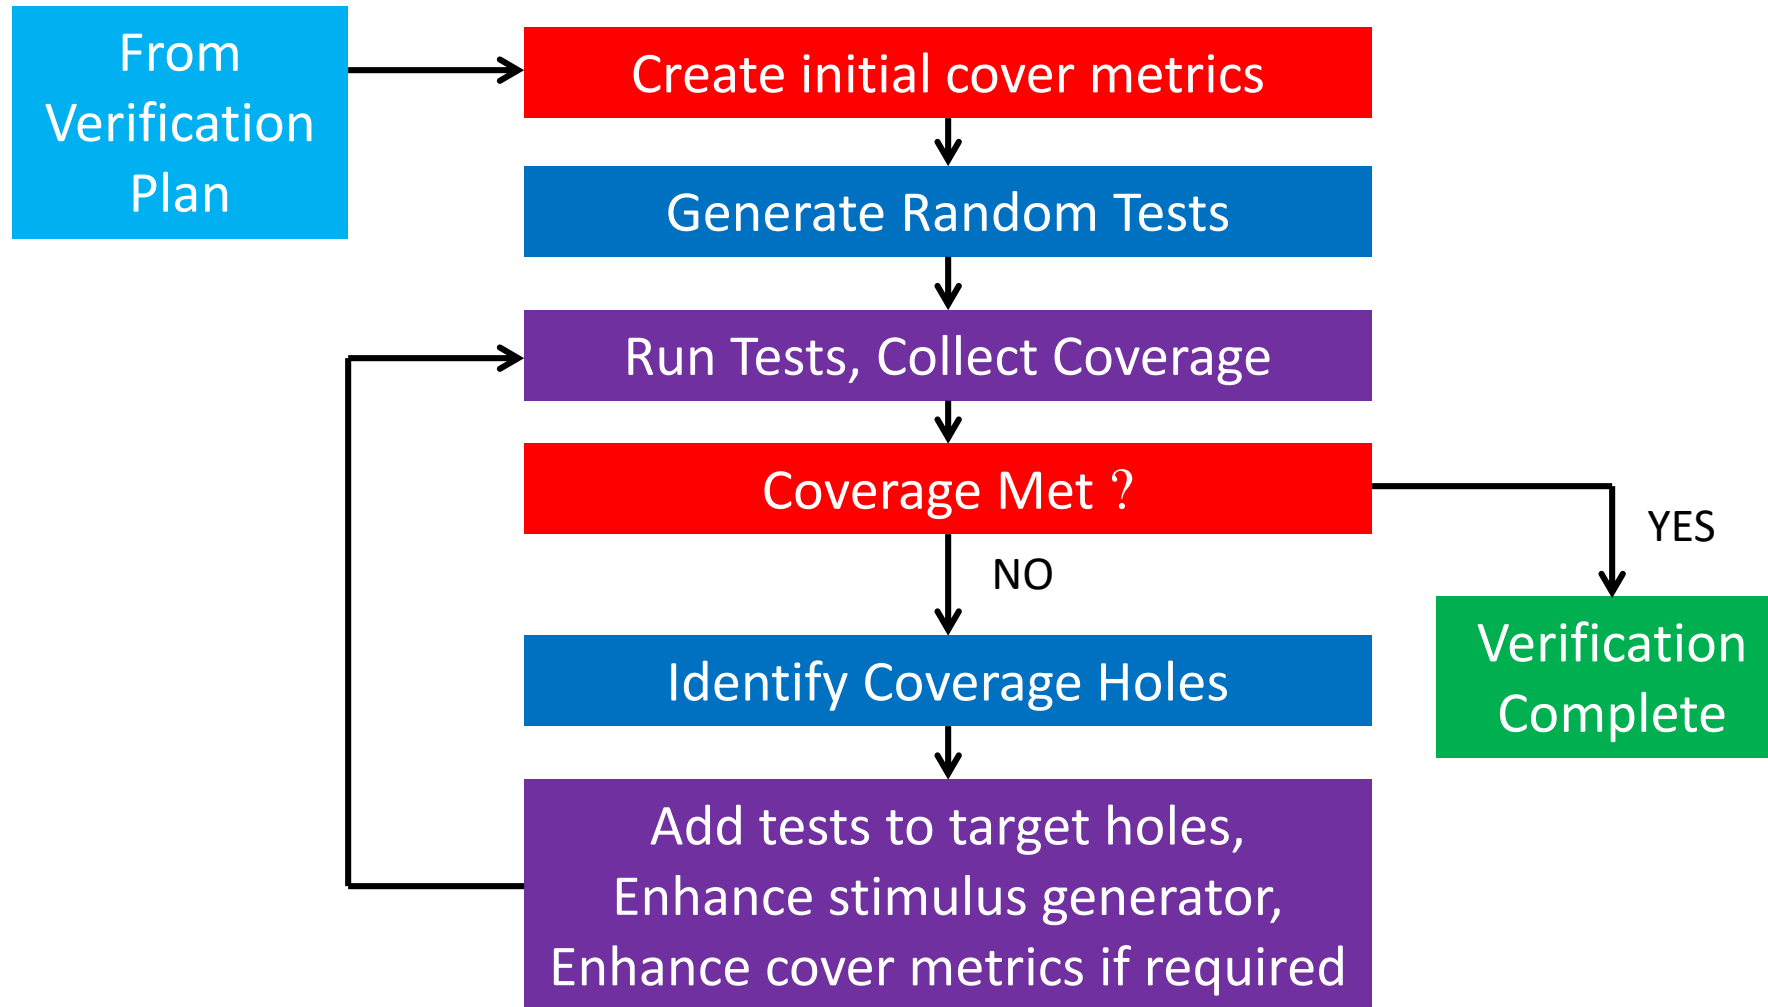 From
Verification
Plan
Create initial cover metrics
Generate Random Tests
Run Tests, Collect Coverage
Coverage Met ?
YES
NO
Verification
Complete
Identify Coverage Holes
Add tests to target holes,
Enhance stimulus generator,
Enhance cover metrics if required